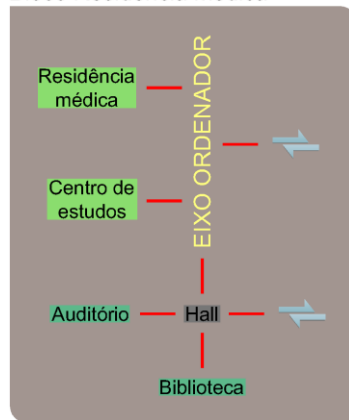 Residência
médica
EIXO ORDENADOR
Centro de
estudos
Auditório
Hall
Biblioteca